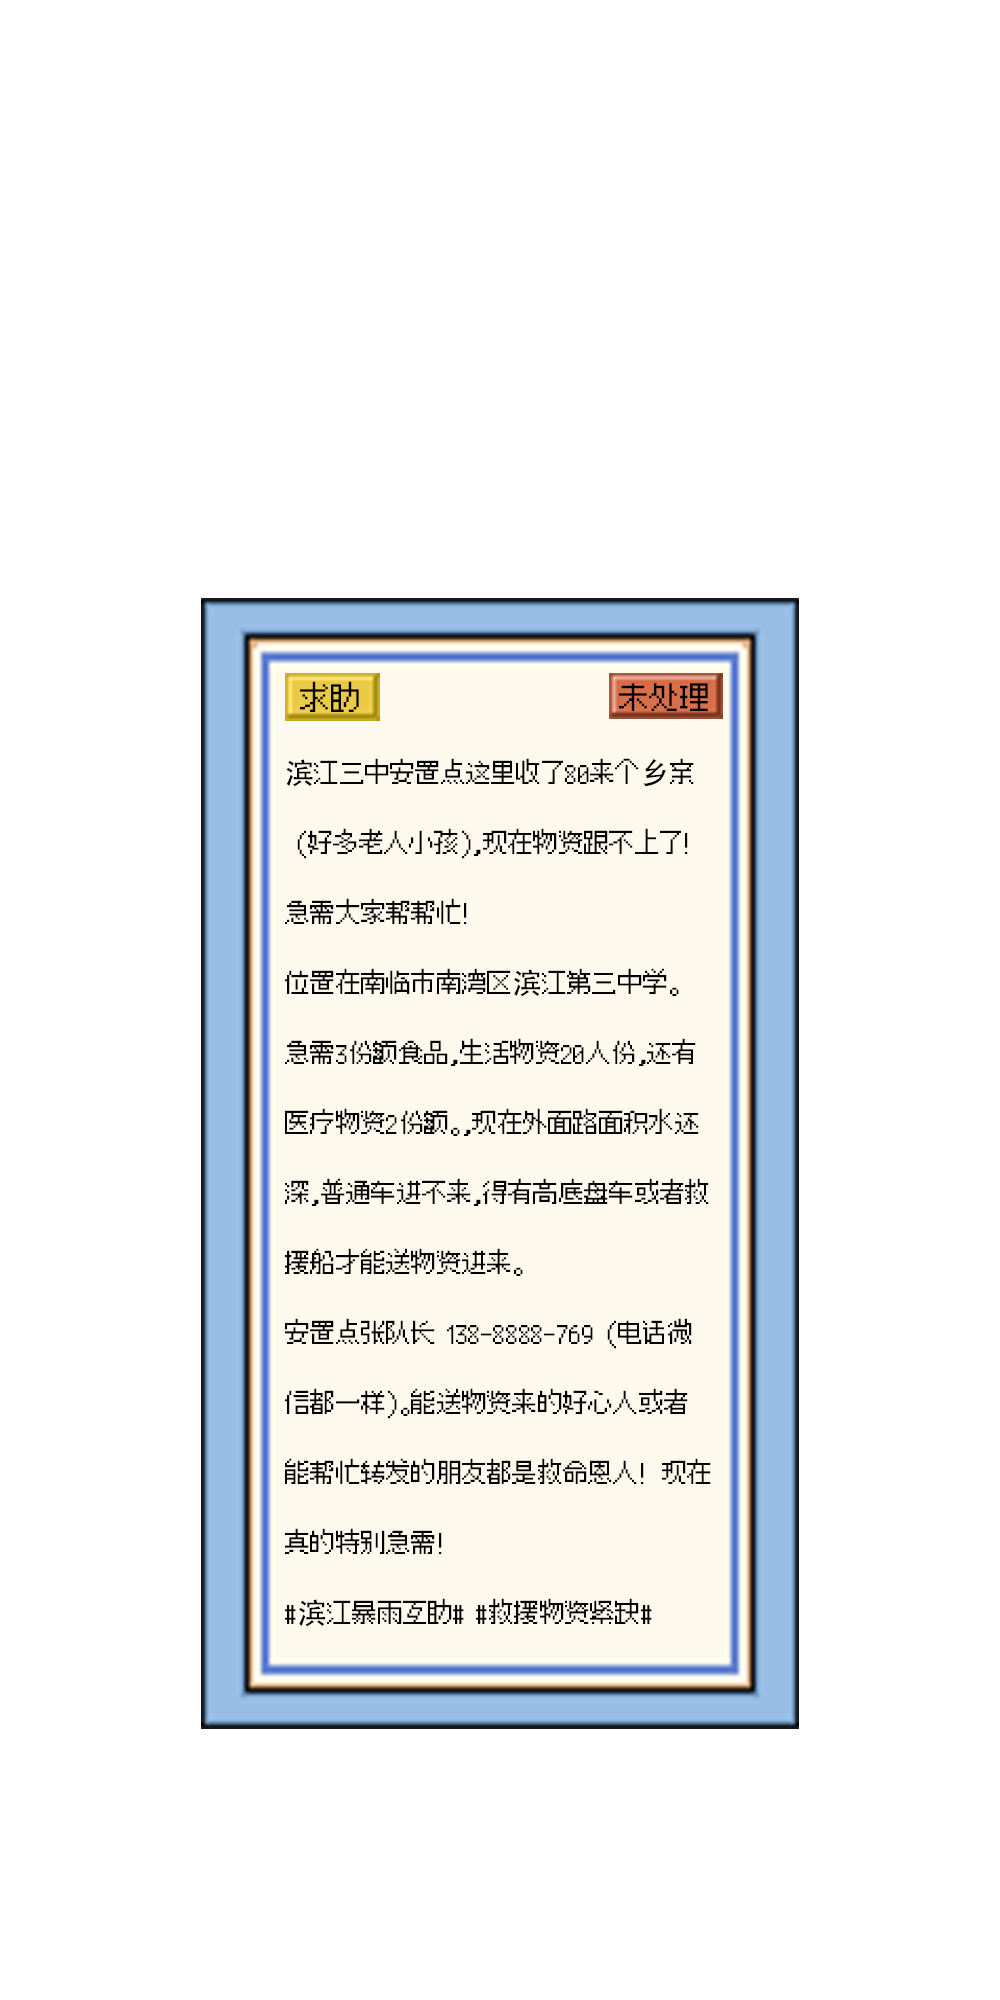 求助
未处理
滨江三中安置点这里收了80来个乡亲
(好多老人小孩),现在物资跟不上了!
急需大家帮帮忙!
位置在南临市南湾区滨江第三中学。
急需3份额食品,生活物资20人份,还有
医疗物资2份额。,现在外面路面积水还
深,普通车进不来,得有高底盘车或者救
援船才能送物资进来。
安置点张队长 138-8888-769 (电话微
信都一样)。能送物资来的好心人或者
能帮忙转发的朋友都是救命恩人! 现在
真的特别急需!
#滨江暴雨互助# #救援物资紧缺#